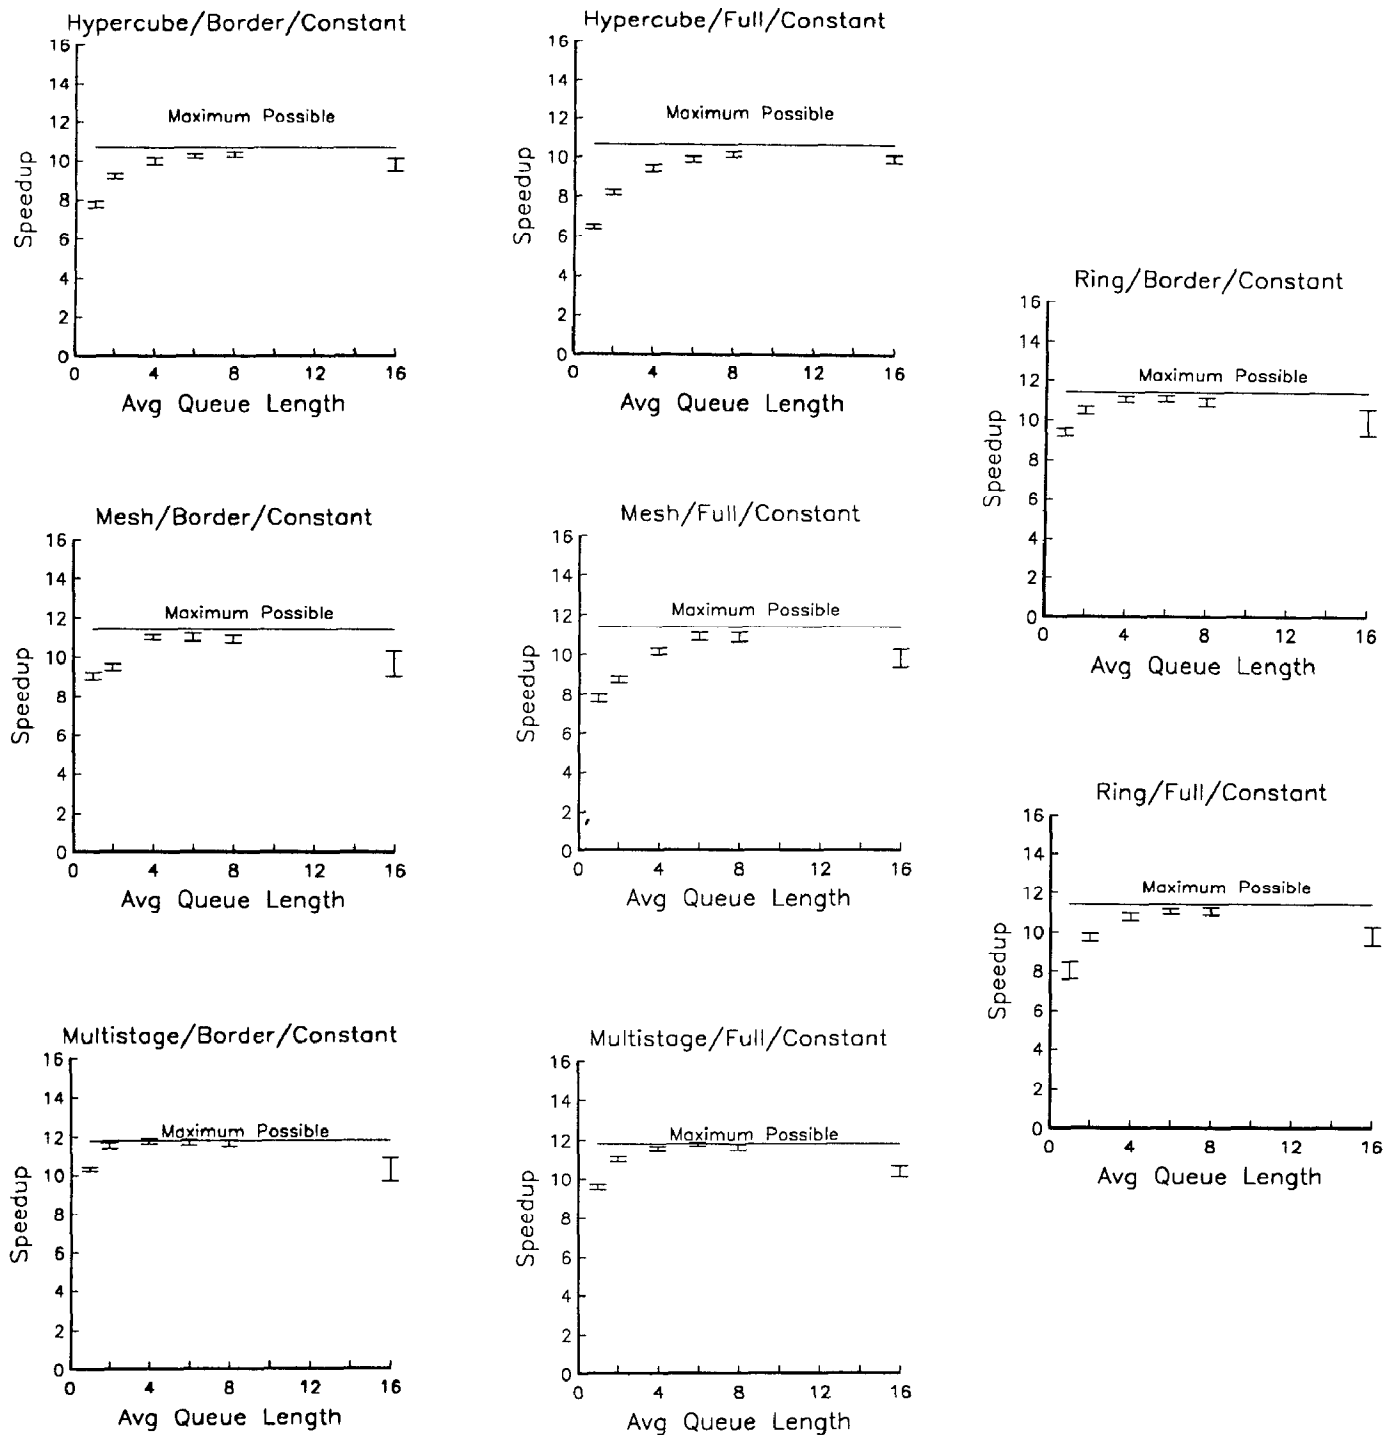 Hypercube/Border/Constant
16
14
12
10
8
6
4
2
0
Speedup
Maximum Possible
0 4 8 12 16
Avg Queue Length
Hypercube/Full/Constant
16
14
12
10
8
6
4
2
0
Speedup
Maximum Possible
0 4 8 12 16
Avg Queue Length
Ring/Border/Constant
16
14
12
10
8
6
4
2
0
Speedup
Maximum Possible
0 4 8 12 16
Avg Queue Length
Mesh/Border/Constant
16
14
12
10
8
6
4
2
0
Speedup
Maximum Possible
0 4 8 12 16
Avg Queue Length
Mesh/Full/Constant
16
14
12
10
8
6
4
2
0
Speedup
Maximum Possible
0 4 8 12 16
Avg Queue Length
Ring/Full/Constant
16
14
12
10
8
6
4
2
0
Speedup
Maximum Possible
0 4 8 12 16
Avg Queue Length
Multistage/Border/Constant
16
14
12
10
8
6
4
2
0
Speedup
Maximum Possible
0 4 8 12 16
Avg Queue Length
Multistage/Full/Constant
16
14
12
10
8
6
4
2
0
Speedup
Maximum Possible
0 4 8 12 16
Avg Queue Length